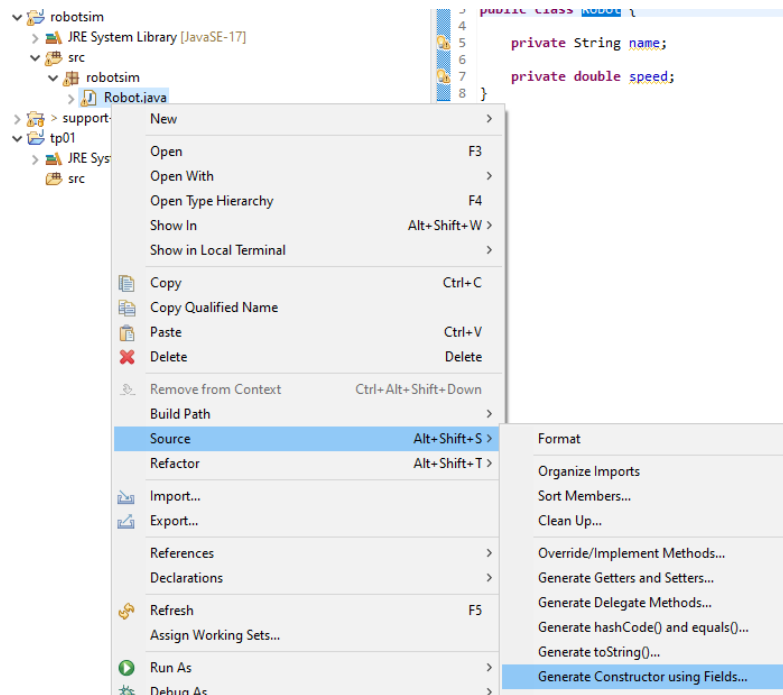 robotsim
JRE System Library [JavaSE-17]
src
robotsim
Robot.java
> support-
tp01
JRE Sys
src
3 public class Robot {
4
5 private String name;
6
7 private double speed;
8 }
New
Open F3
Open With
Open Type Hierarchy F4
Show In Alt+Shift+W >
Show in Local Terminal
Copy Ctrl+C
Copy Qualified Name
Paste Ctrl+V
Delete Delete
Remove from Context Ctrl+Alt+Shift+Down
Build Path
Source Alt+Shift+S >
Refactor Alt+Shift+T >
Import...
Export...
References
Declarations
Refresh F5
Assign Working Sets...
Run As
Debug As
Format
Organize Imports
Sort Members...
Clean Up...
Override/Implement Methods...
Generate Getters and Setters...
Generate Delegate Methods...
Generate hashCode() and equals()...
Generate toString()...
Generate Constructor using Fields...